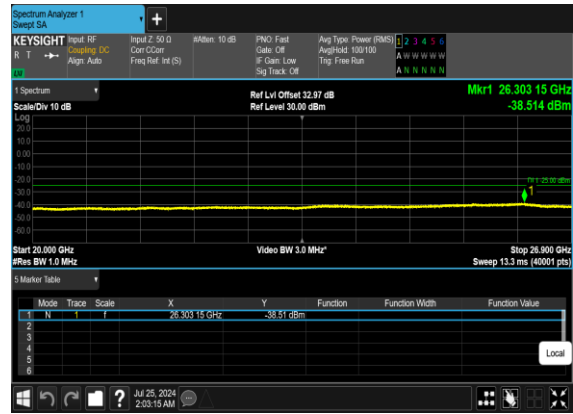 Spectrum Analyzer 1
Swept SA
+
KEYSIGHT Input: RF Input Z: 50 Ω #Atten: 10 dB PNO: Fast Avg Type: Power (RMS) 1 2 3 4 5 6
R T Coupling: DC Corr CCorr Gate: Off Avg|Hold: 100/100 A W W W W W
Align: Auto Freq Ref: Int (S) IF Gain: Low Trig: Free Run
LW Sig Track: Off A N N N N N
1 Spectrum Ref Lvl Offset 32.97 dB Mkr1 26.303 15 GHz
Scale/Div 10 dB Ref Level 30.00 dBm -38.514 dBm
Log
20.0
10.0
0.00
-10.0
-20.0
DL1 -25.00 dBm
-30.0
1
-40.0
-50.0
-60.0
Start 20.000 GHz Video BW 3.0 MHz* Stop 26.900 GHz
#Res BW 1.0 MHz Sweep 13.3 ms (40001 pts)
5 Marker Table
Mode Trace Scale X Y Function Function Width Function Value
1 N 1 f 26.303 15 GHz -38.51 dBm
2
3
4
5
6
Local
? Jul 25, 2024
2:03:15 AM